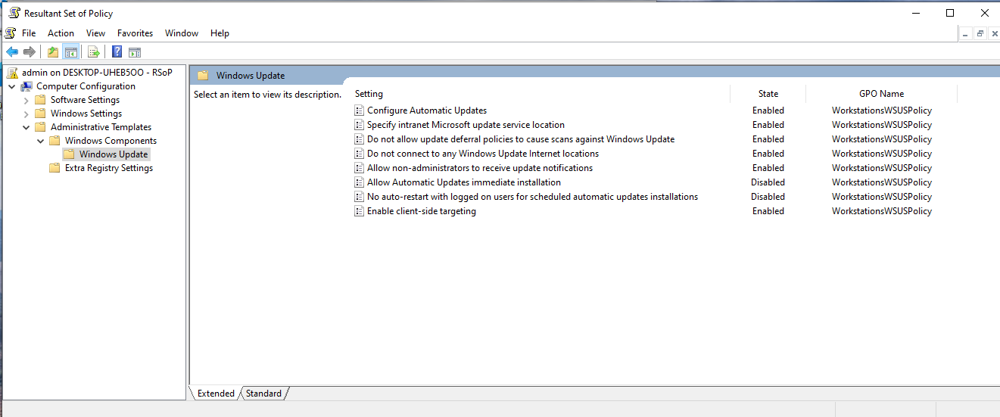 Resultant Set of Policy
File Action View Favorites Window Help
admin on DESKTOP-UHEB5OO - RSoP
Computer Configuration
Software Settings
Windows Settings
Administrative Templates
Windows Components
Windows Update
Extra Registry Settings
Windows Update
Select an item to view its description.
Setting State GPO Name
Configure Automatic Updates Enabled WorkstationsWSUSPolicy
Specify intranet Microsoft update service location Enabled WorkstationsWSUSPolicy
Do not allow update deferral policies to cause scans against Windows Update Enabled WorkstationsWSUSPolicy
Do not connect to any Windows Update Internet locations Enabled WorkstationsWSUSPolicy
Allow non-administrators to receive update notifications Enabled WorkstationsWSUSPolicy
Allow Automatic Updates immediate installation Disabled WorkstationsWSUSPolicy
No auto-restart with logged on users for scheduled automatic updates installations Disabled WorkstationsWSUSPolicy
Enable client-side targeting Enabled WorkstationsWSUSPolicy
Extended Standard